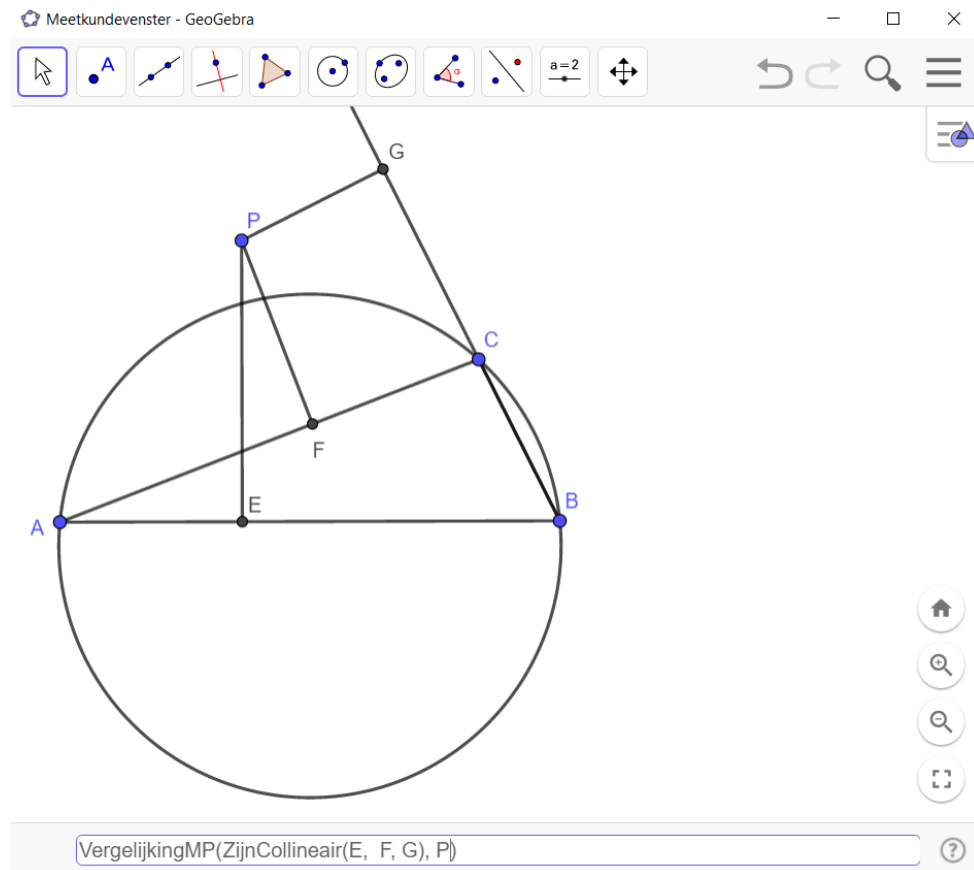 Meetkundevenster - GeoGebra
A
α
a = 2
G
P
C
F
E
B
A
VergelijkingMP(ZijnCollineair(E,  F, G), P)
?